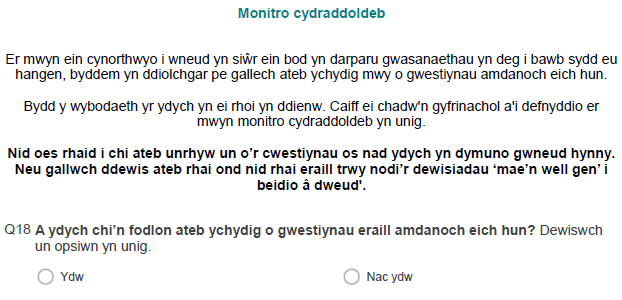 Monitro cydraddoldeb
Er mwyn ein cynorthwyo i wneud yn siŵr ein bod yn darparu gwasanaethau yn deg i bawb sydd eu
hangen, byddem yn ddiolchgar pe gallech ateb ychydig mwy o gwestiynau amdanoch eich hun.
Bydd y wybodaeth yr ydych yn ei rhoi yn ddienw. Caiff ei chadw'n gyfrinachol a'i defnyddio er
mwyn monitro cydraddoldeb yn unig.
Nid oes rhaid i chi ateb unrhyw un o'r cwestiynau os nad ydych yn dymuno gwneud hynny.
Neu gallwch ddewis ateb rhai ond nid rhai eraill trwy nodi'r dewisiadau ‘mae'n well gen’ i
beidio â dweud'.
Q18 A ydych chi'n fodlon ateb ychydig o gwestiynau eraill amdanoch eich hun? Dewiswch
un opsiwn yn unig.
Ydw Nac ydw